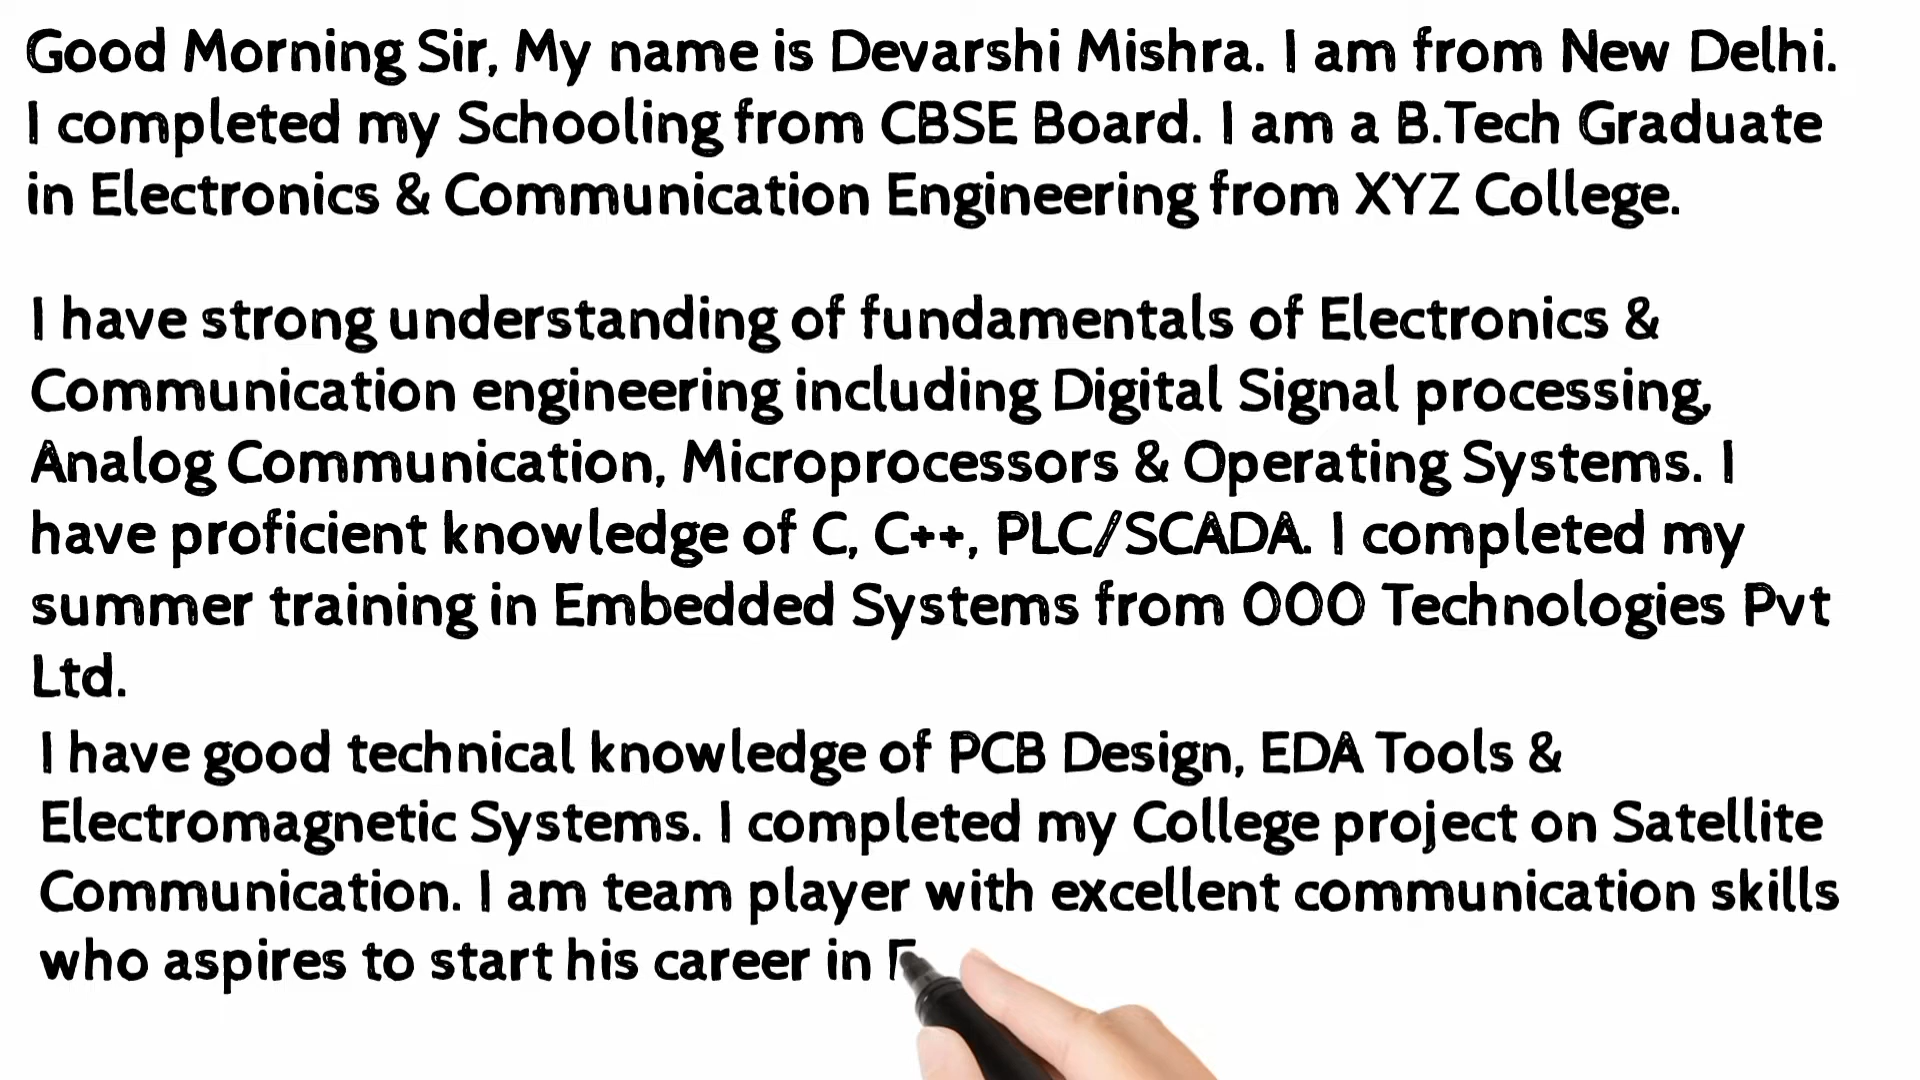 Good Morning Sir, My name is Devarshi Mishra. I am from New Delhi.
I completed my Schooling from CBSE Board. I am a B.Tech Graduate
in Electronics & Communication Engineering from XYZ College.
I have strong understanding of fundamentals of Electronics &
Communication engineering including Digital Signal processing,
Analog Communication, Microprocessors & Operating Systems. I
have proficient knowledge of C, C++, PLC/SCADA. I completed my
summer training in Embedded Systems from OOO Technologies Pvt
Ltd.
I have good technical knowledge of PCB Design, EDA Tools &
Electromagnetic Systems. I completed my College project on Satellite
Communication. I am team player with excellent communication skills
who aspires to start his career in